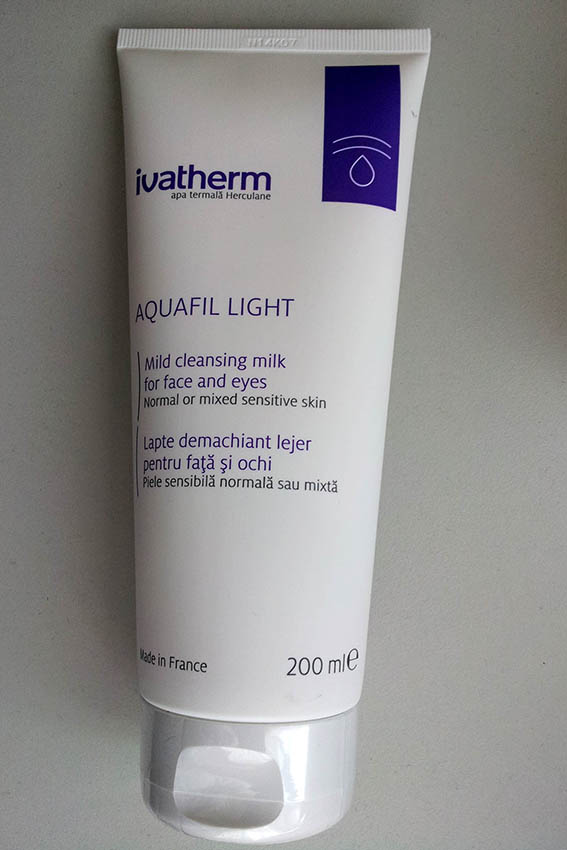 ivatherm
apa termală Herculane
AQUAFIL LIGHT
Mild cleansing milk
for face and eyes
Normal or mixed sensitive skin
Lapte demachiant lejer
pentru faţă şi ochi
Piele sensibilă normală sau mixtă
Made in France
200 ml℮